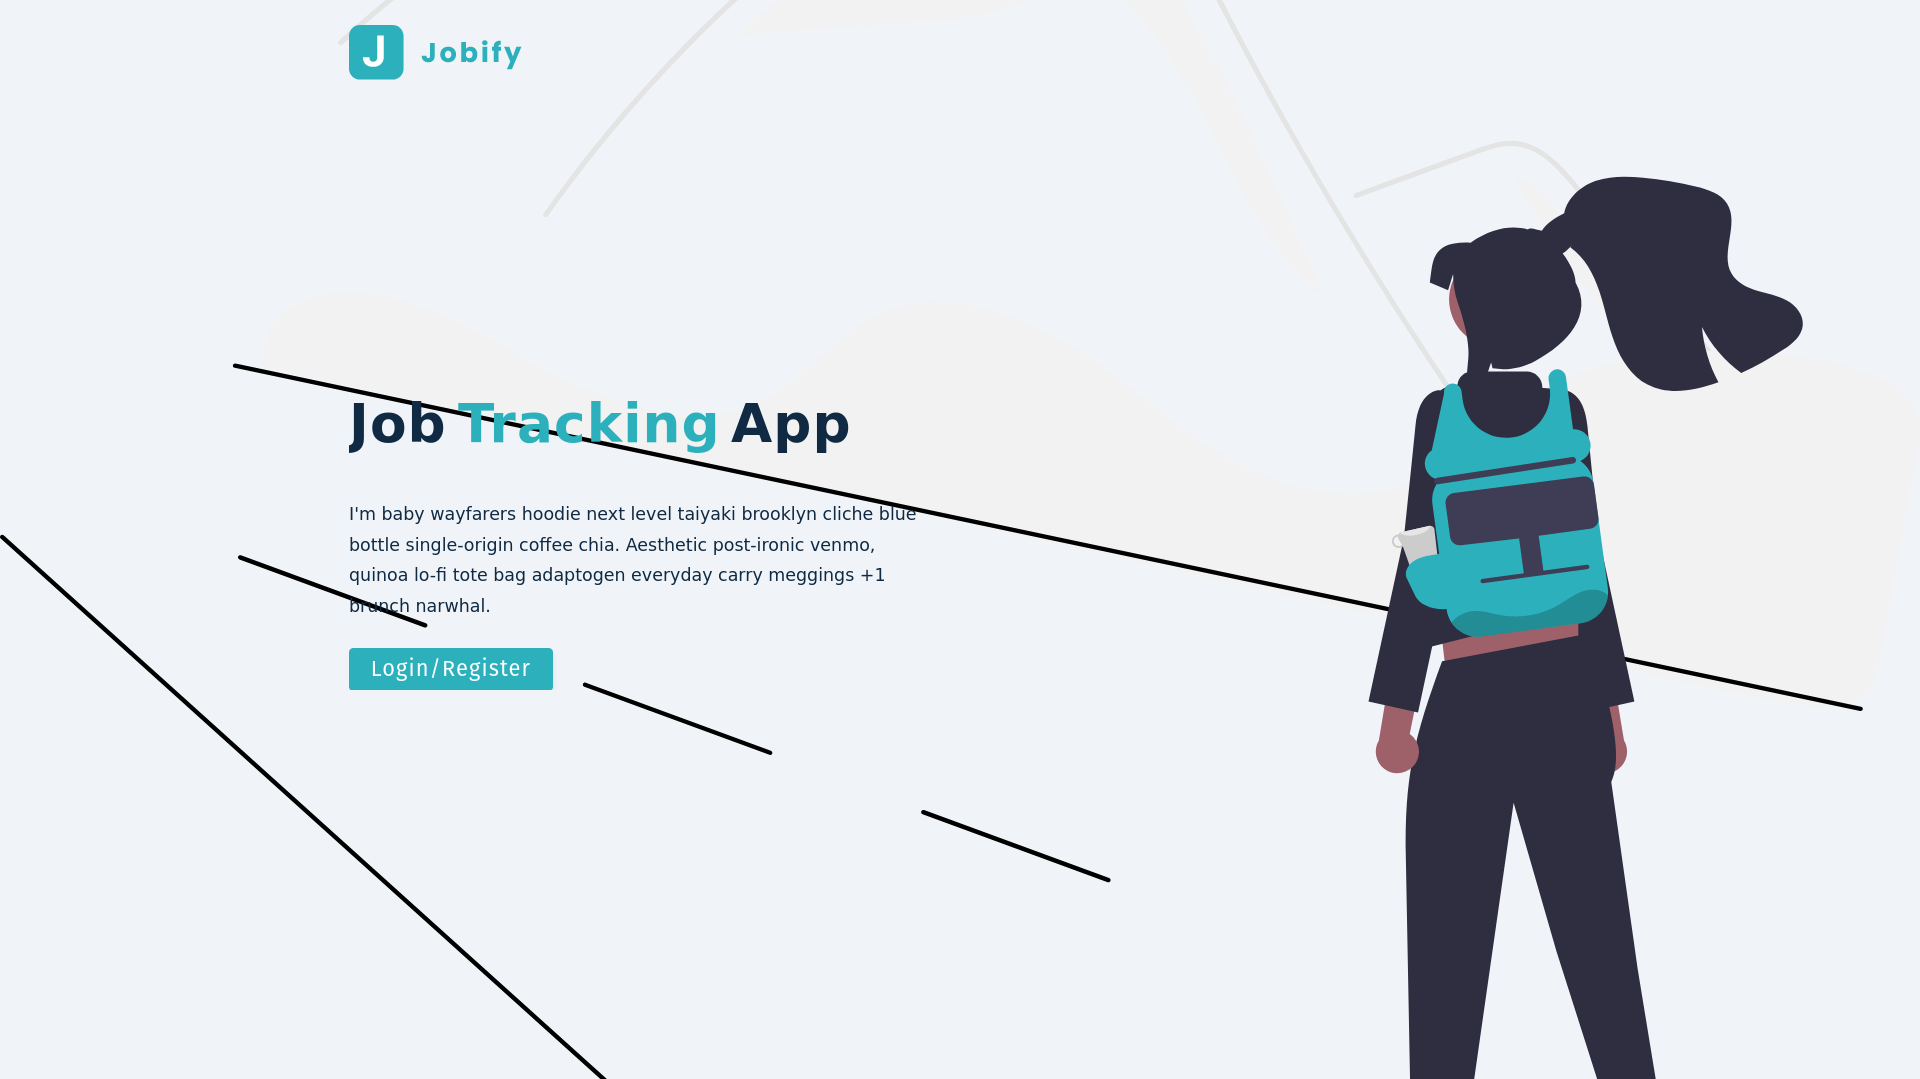 J Jobify
Job Tracking App
I'm baby wayfarers hoodie next level taiyaki brooklyn cliche blue
bottle single-origin coffee chia. Aesthetic post-ironic venmo,
quinoa lo-fi tote bag adaptogen everyday carry meggings +1
brunch narwhal.
Login/Register